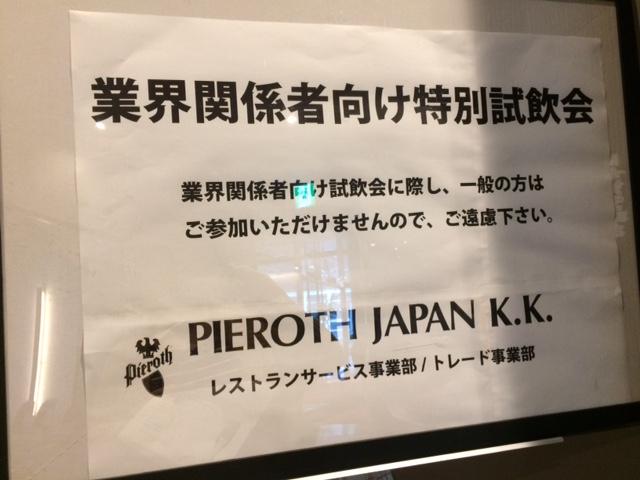 業界関係者向け特別試飲会
業界関係者向け試飲会に際し、一般の方は
ご参加いただけませんので、ご遠慮下さい。
PIEROTH JAPAN K.K.
Pieroth
レストランサービス事業部 / トレード事業部